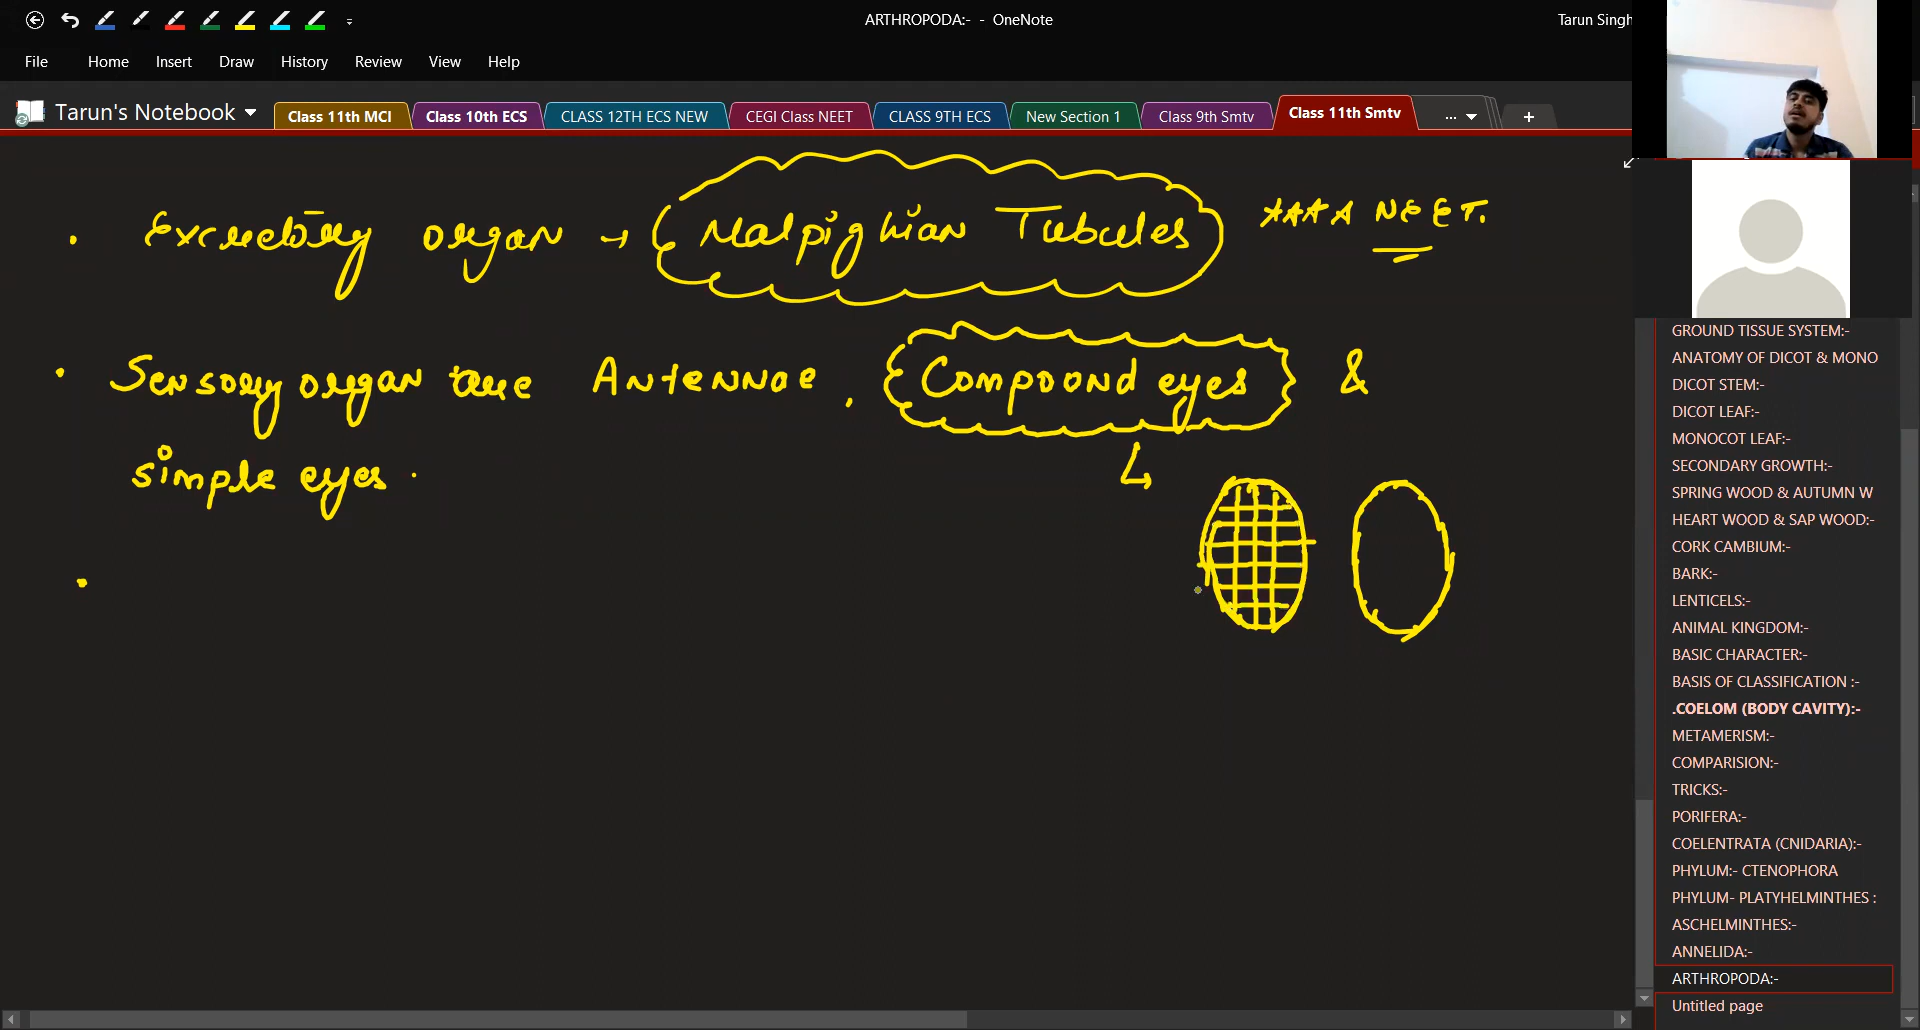 ARTHROPODA:- - OneNote
Tarun Singh
File Home Insert Draw History Review View Help
Tarun's Notebook
Class 11th MCI Class 10th ECS CLASS 12TH ECS NEW CEGI Class NEET CLASS 9TH ECS New Section 1 Class 9th Smtv Class 11th Smtv ... +
• Excretory organ → Malpighian Tubules **** NEET.
• Sensory organ are Antennae, Compound eyes &
simple eyes.
•
GROUND TISSUE SYSTEM:-
ANATOMY OF DICOT & MONO
DICOT STEM:-
DICOT LEAF:-
MONOCOT LEAF:-
SECONDARY GROWTH:-
SPRING WOOD & AUTUMN W
HEART WOOD & SAP WOOD:-
CORK CAMBIUM:-
BARK:-
LENTICELS:-
ANIMAL KINGDOM:-
BASIC CHARACTER:-
BASIS OF CLASSIFICATION :-
.COELOM (BODY CAVITY):-
METAMERISM:-
COMPARISION:-
TRICKS:-
PORIFERA:-
COELENTRATA (CNIDARIA):-
PHYLUM:- CTENOPHORA
PHYLUM- PLATYHELMINTHES :
ASCHELMINTHES:-
ANNELIDA:-
ARTHROPODA:-
Untitled page